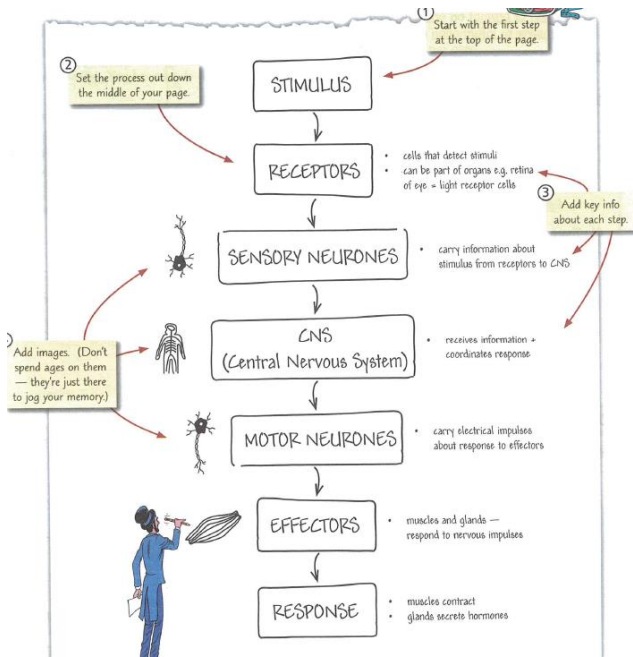 ①
Start with the first step
at the top of the page.
②
Set the process out down
the middle of your page.
STIMULUS
RECEPTORS
• cells that detect stimuli
• can be part of organs e.g. retina
of eye = light receptor cells
③
Add key info
about each step.
SENSORY NEURONES
• carry information about
stimulus from receptors to CNS
CNS
(Central Nervous System)
• receives information +
coordinates response
Add images. (Don't
spend ages on them
— they're just there
to jog your memory.)
MOTOR NEURONES
• carry electrical impulses
about response to effectors
EFFECTORS
• muscles and glands —
respond to nervous impulses
RESPONSE
• muscles contract
• glands secrete hormones